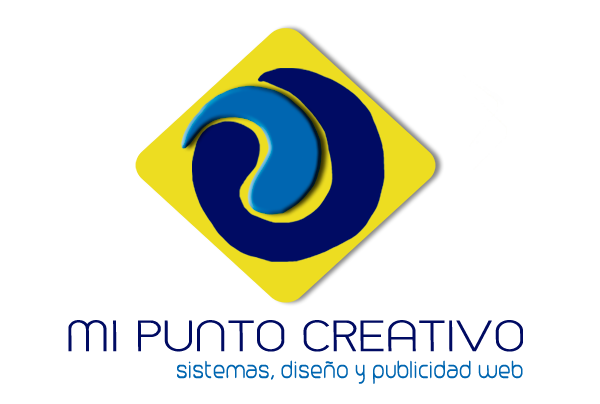 MI PUNTO CREATIVO
sistemas, diseño y publicidad web